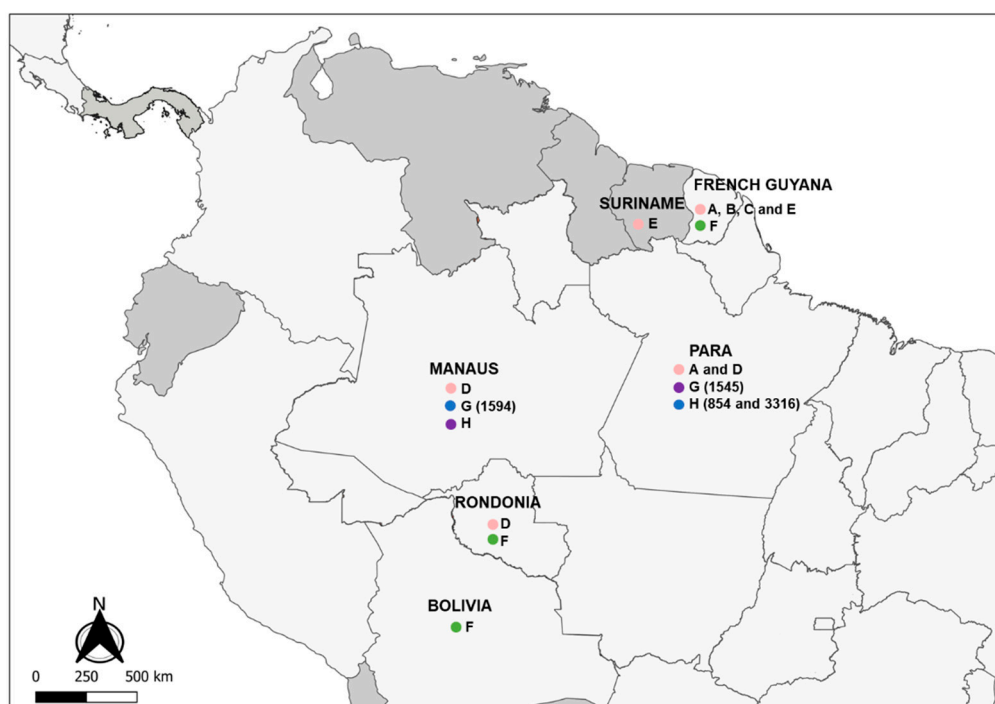 FRENCH GUYANA
A, B, C and E
F
SURINAME
E
PARA
A and D
G (1545)
H (854 and 3316)
MANAUS
D
G (1594)
H
RONDONIA
D
F
BOLIVIA
F
N
0 250 500 km